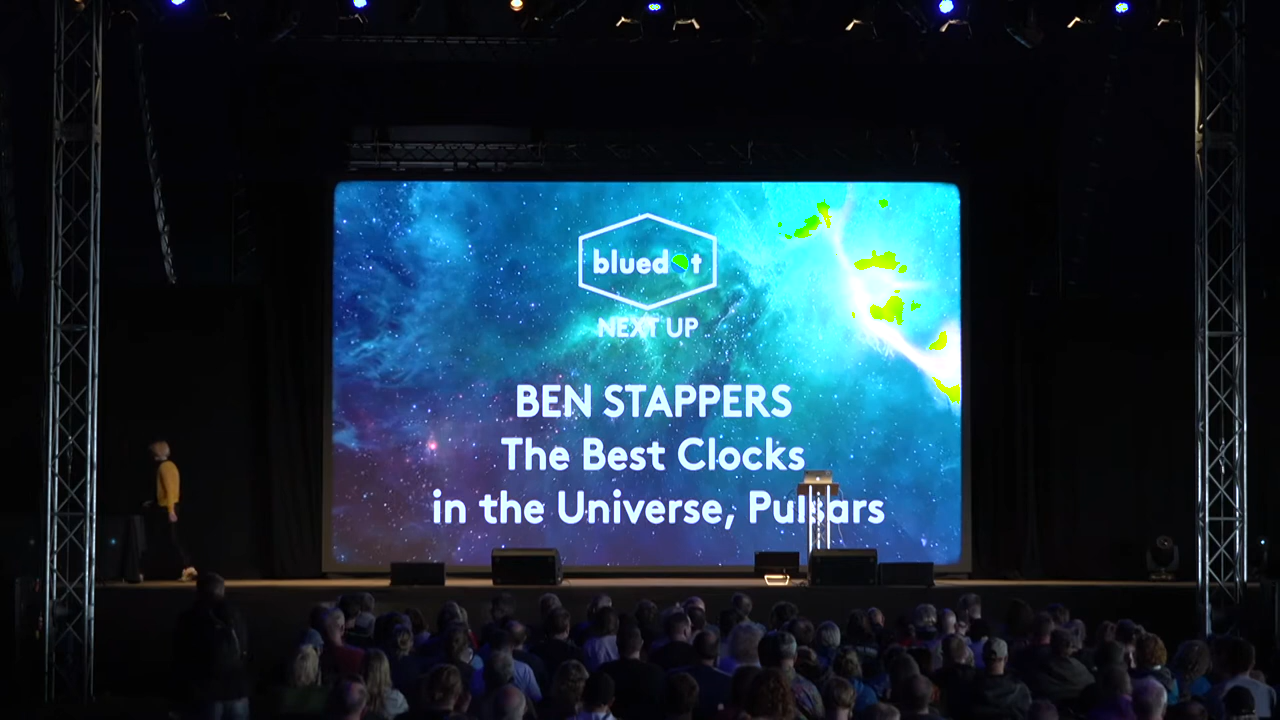 bluedot
NEXT UP
BEN STAPPERS
The Best Clocks
in the Universe, Pulsars